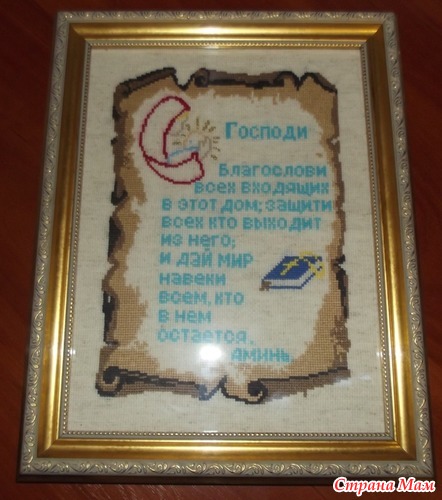 Господи
Благослови
всех входящих
в этот дом; защити
всех кто выходит
из него;
и дай мир
навеки
всем, кто
в нем
остается.
аминь.
Страна Мам